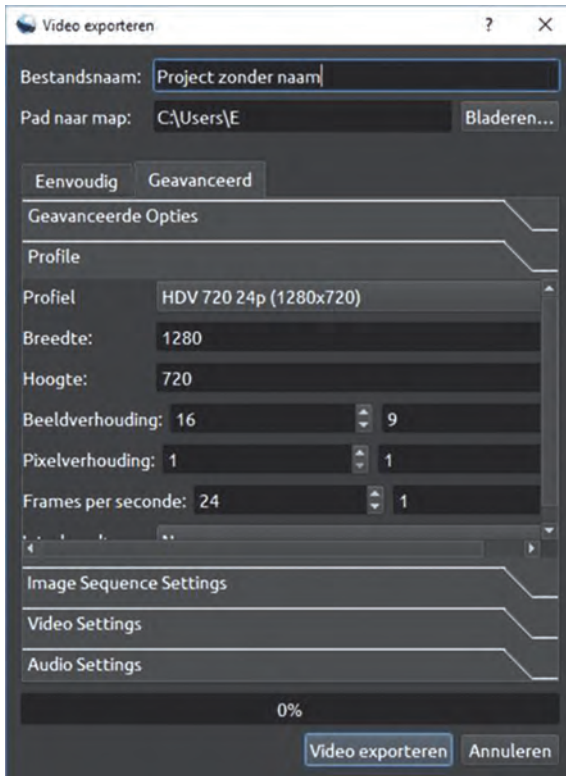 Video exporteren ? ×
Bestandsnaam: Project zonder naam
Pad naar map: C:\Users\E Bladeren...
Eenvoudig Geavanceerd
Geavanceerde Opties
Profile
Profiel HDV 720 24p (1280x720)
Breedte: 1280
Hoogte: 720
Beeldverhouding: 16 9
Pixelverhouding: 1 1
Frames per seconde: 24 1
Image Sequence Settings
Video Settings
Audio Settings
0%
Video exporteren Annuleren